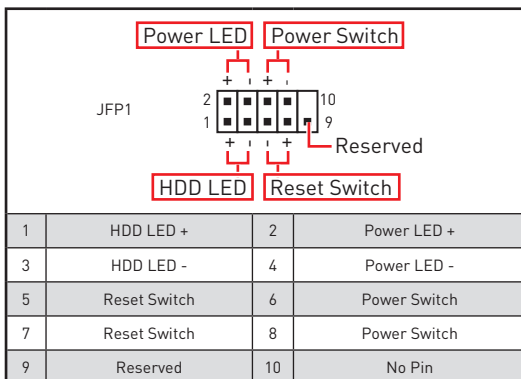 Power LED Power Switch
+ - + -
JFP1
2 10
1 9
+ - - +
Reserved
HDD LED Reset Switch
1 HDD LED + 2 Power LED +
3 HDD LED - 4 Power LED -
5 Reset Switch 6 Power Switch
7 Reset Switch 8 Power Switch
9 Reserved 10 No Pin